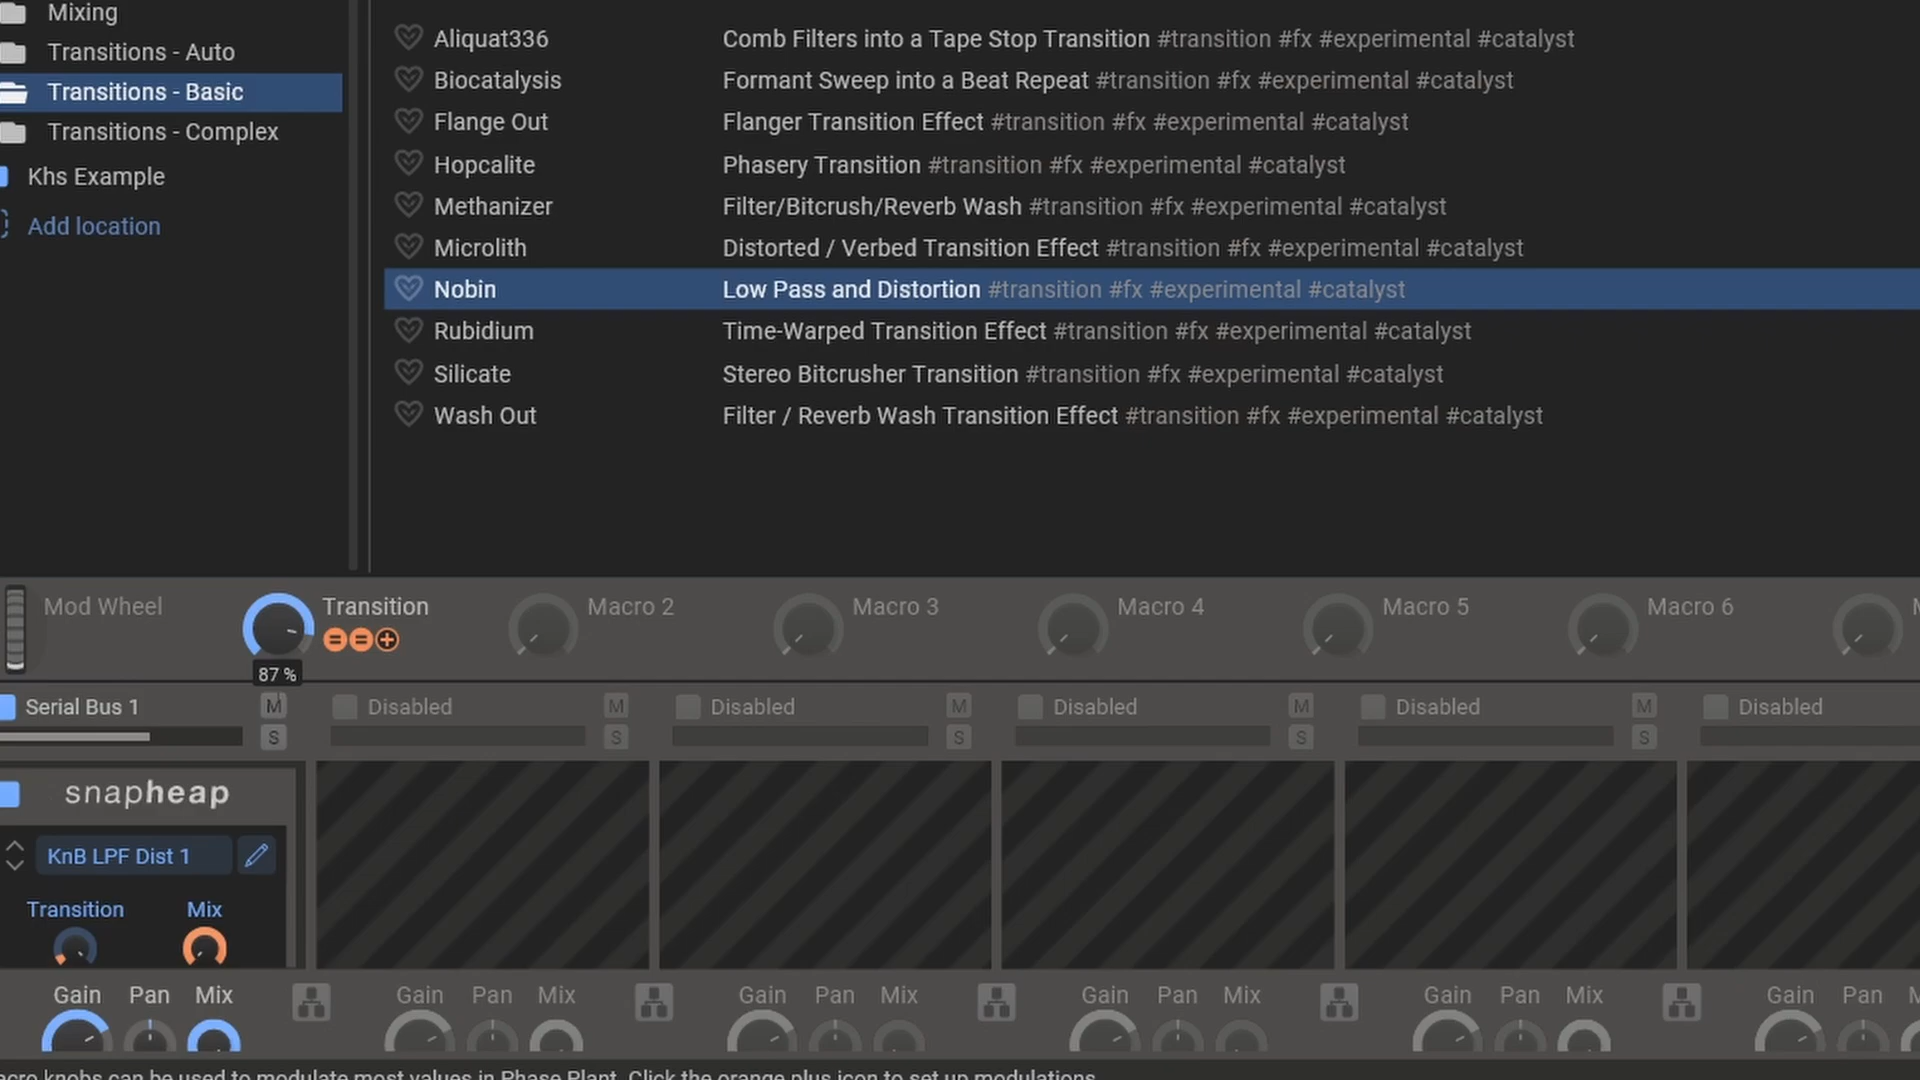 Mixing
Transitions - Auto
Transitions - Basic
Transitions - Complex
Khs Example
Add location
Aliquat336 Comb Filters into a Tape Stop Transition #transition #fx #experimental #catalyst
Biocatalysis Formant Sweep into a Beat Repeat #transition #fx #experimental #catalyst
Flange Out Flanger Transition Effect #transition #fx #experimental #catalyst
Hopcalite Phasery Transition #transition #fx #experimental #catalyst
Methanizer Filter/Bitcrush/Reverb Wash #transition #fx #experimental #catalyst
Microlith Distorted / Verbed Transition Effect #transition #fx #experimental #catalyst
Nobin Low Pass and Distortion #transition #fx #experimental #catalyst
Rubidium Time-Warped Transition Effect #transition #fx #experimental #catalyst
Silicate Stereo Bitcrusher Transition #transition #fx #experimental #catalyst
Wash Out Filter / Reverb Wash Transition Effect #transition #fx #experimental #catalyst
Mod Wheel Transition Macro 2 Macro 3 Macro 4 Macro 5 Macro 6 M
87 %
Serial Bus 1 M Disabled M Disabled M Disabled M Disabled M Disabled
S S S S S
snapheap
KnB LPF Dist 1
Transition Mix
Gain Pan Mix Gain Pan Mix Gain Pan Mix Gain Pan Mix Gain Pan Mix Gain Pan M
acro knobs can be used to modulate most values in Phase Plant. Click the orange plus icon to set up modulations.